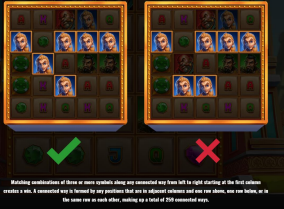 Matching combinations of three or more symbols along any connected way from left to right starting at the first column
creates a win. A connected way is formed by any positions that are in adjacent columns and one row above, one row below, or in
the same row as each other, making up a total of 259 connected ways.